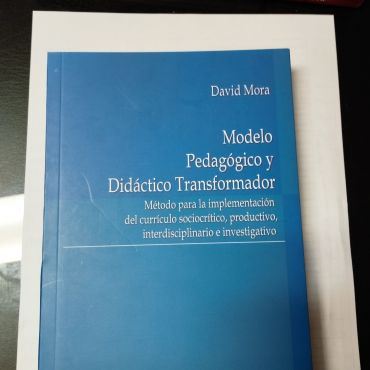 David Mora
Modelo
Pedagógico y
Didáctico Transformador
Método para la implementación
del currículo sociocrítico, productivo,
interdisciplinario e investigativo